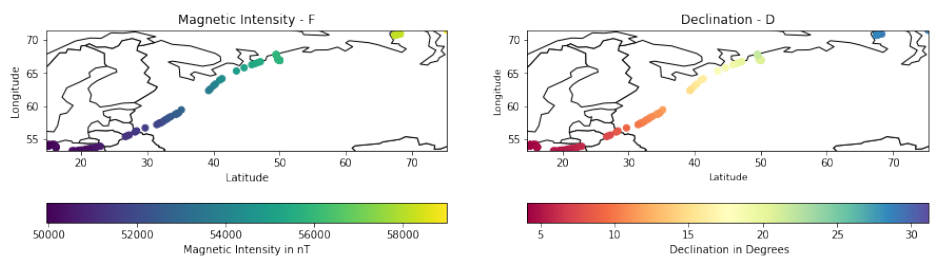 Magnetic Intensity - F
70
65
60
55
Longitude
20 30 40 50 60 70
Latitude
50000 52000 54000 56000 58000
Magnetic Intensity in nT
Declination - D
70
65
60
55
Longitude
20 30 40 50 60 70
Latitude
5 10 15 20 25 30
Declination in Degrees